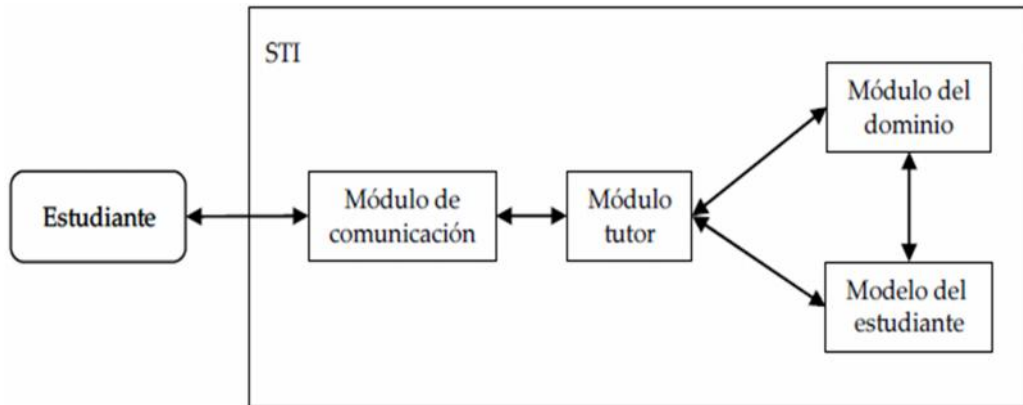 STI
Estudiante
Módulo de
comunicación
Módulo
tutor
Módulo del
dominio
Modelo del
estudiante